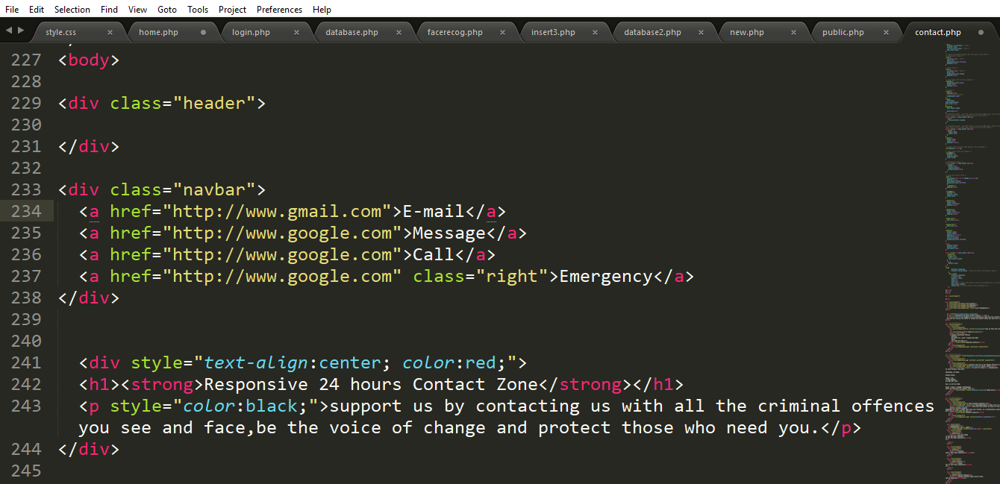 File Edit Selection Find View Goto Tools Project Preferences Help
style.css × home.php login.php × database.php × facerecog.php × insert3.php × database2.php × new.php × public.php × contact.php
227 <body>
228
229 <div class="header">
230
231 </div>
232
233 <div class="navbar">
234 <a href="http://www.gmail.com">E-mail</a>
235 <a href="http://www.google.com">Message</a>
236 <a href="http://www.google.com">Call</a>
237 <a href="http://www.google.com" class="right">Emergency</a>
238 </div>
239
240
241 <div style="text-align:center; color:red;">
242 <h1><strong>Responsive 24 hours Contact Zone</strong></h1>
243 <p style="color:black;">support us by contacting us with all the criminal offences
you see and face,be the voice of change and protect those who need you.</p>
244 </div>
245